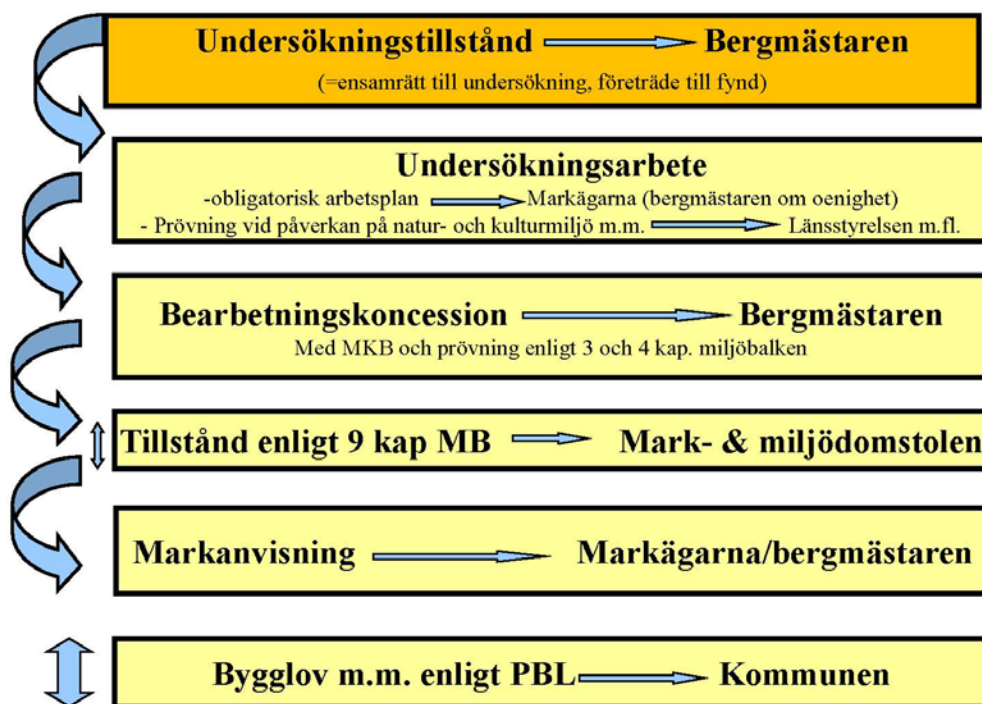 Undersökningstillstånd Bergmästaren
(=ensamrätt till undersökning, företräde till fynd)
Undersökningsarbete
-obligatorisk arbetsplan Markägarna (bergmästaren om oenighet)
- Prövning vid påverkan på natur- och kulturmiljö m.m. Länsstyrelsen m.fl.
Bearbetningskoncession Bergmästaren
Med MKB och prövning enligt 3 och 4 kap. miljöbalken
Tillstånd enligt 9 kap MB Mark- & miljödomstolen
Markanvisning Markägarna/bergmästaren
Bygglov m.m. enligt PBL Kommunen